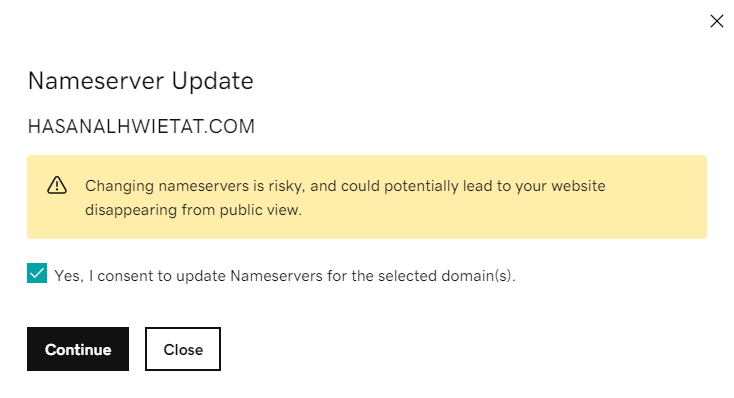 Nameserver Update
HASANALHWIETAT.COM
Changing nameservers is risky, and could potentially lead to your website
disappearing from public view.
Yes, I consent to update Nameservers for the selected domain(s).
Continue Close